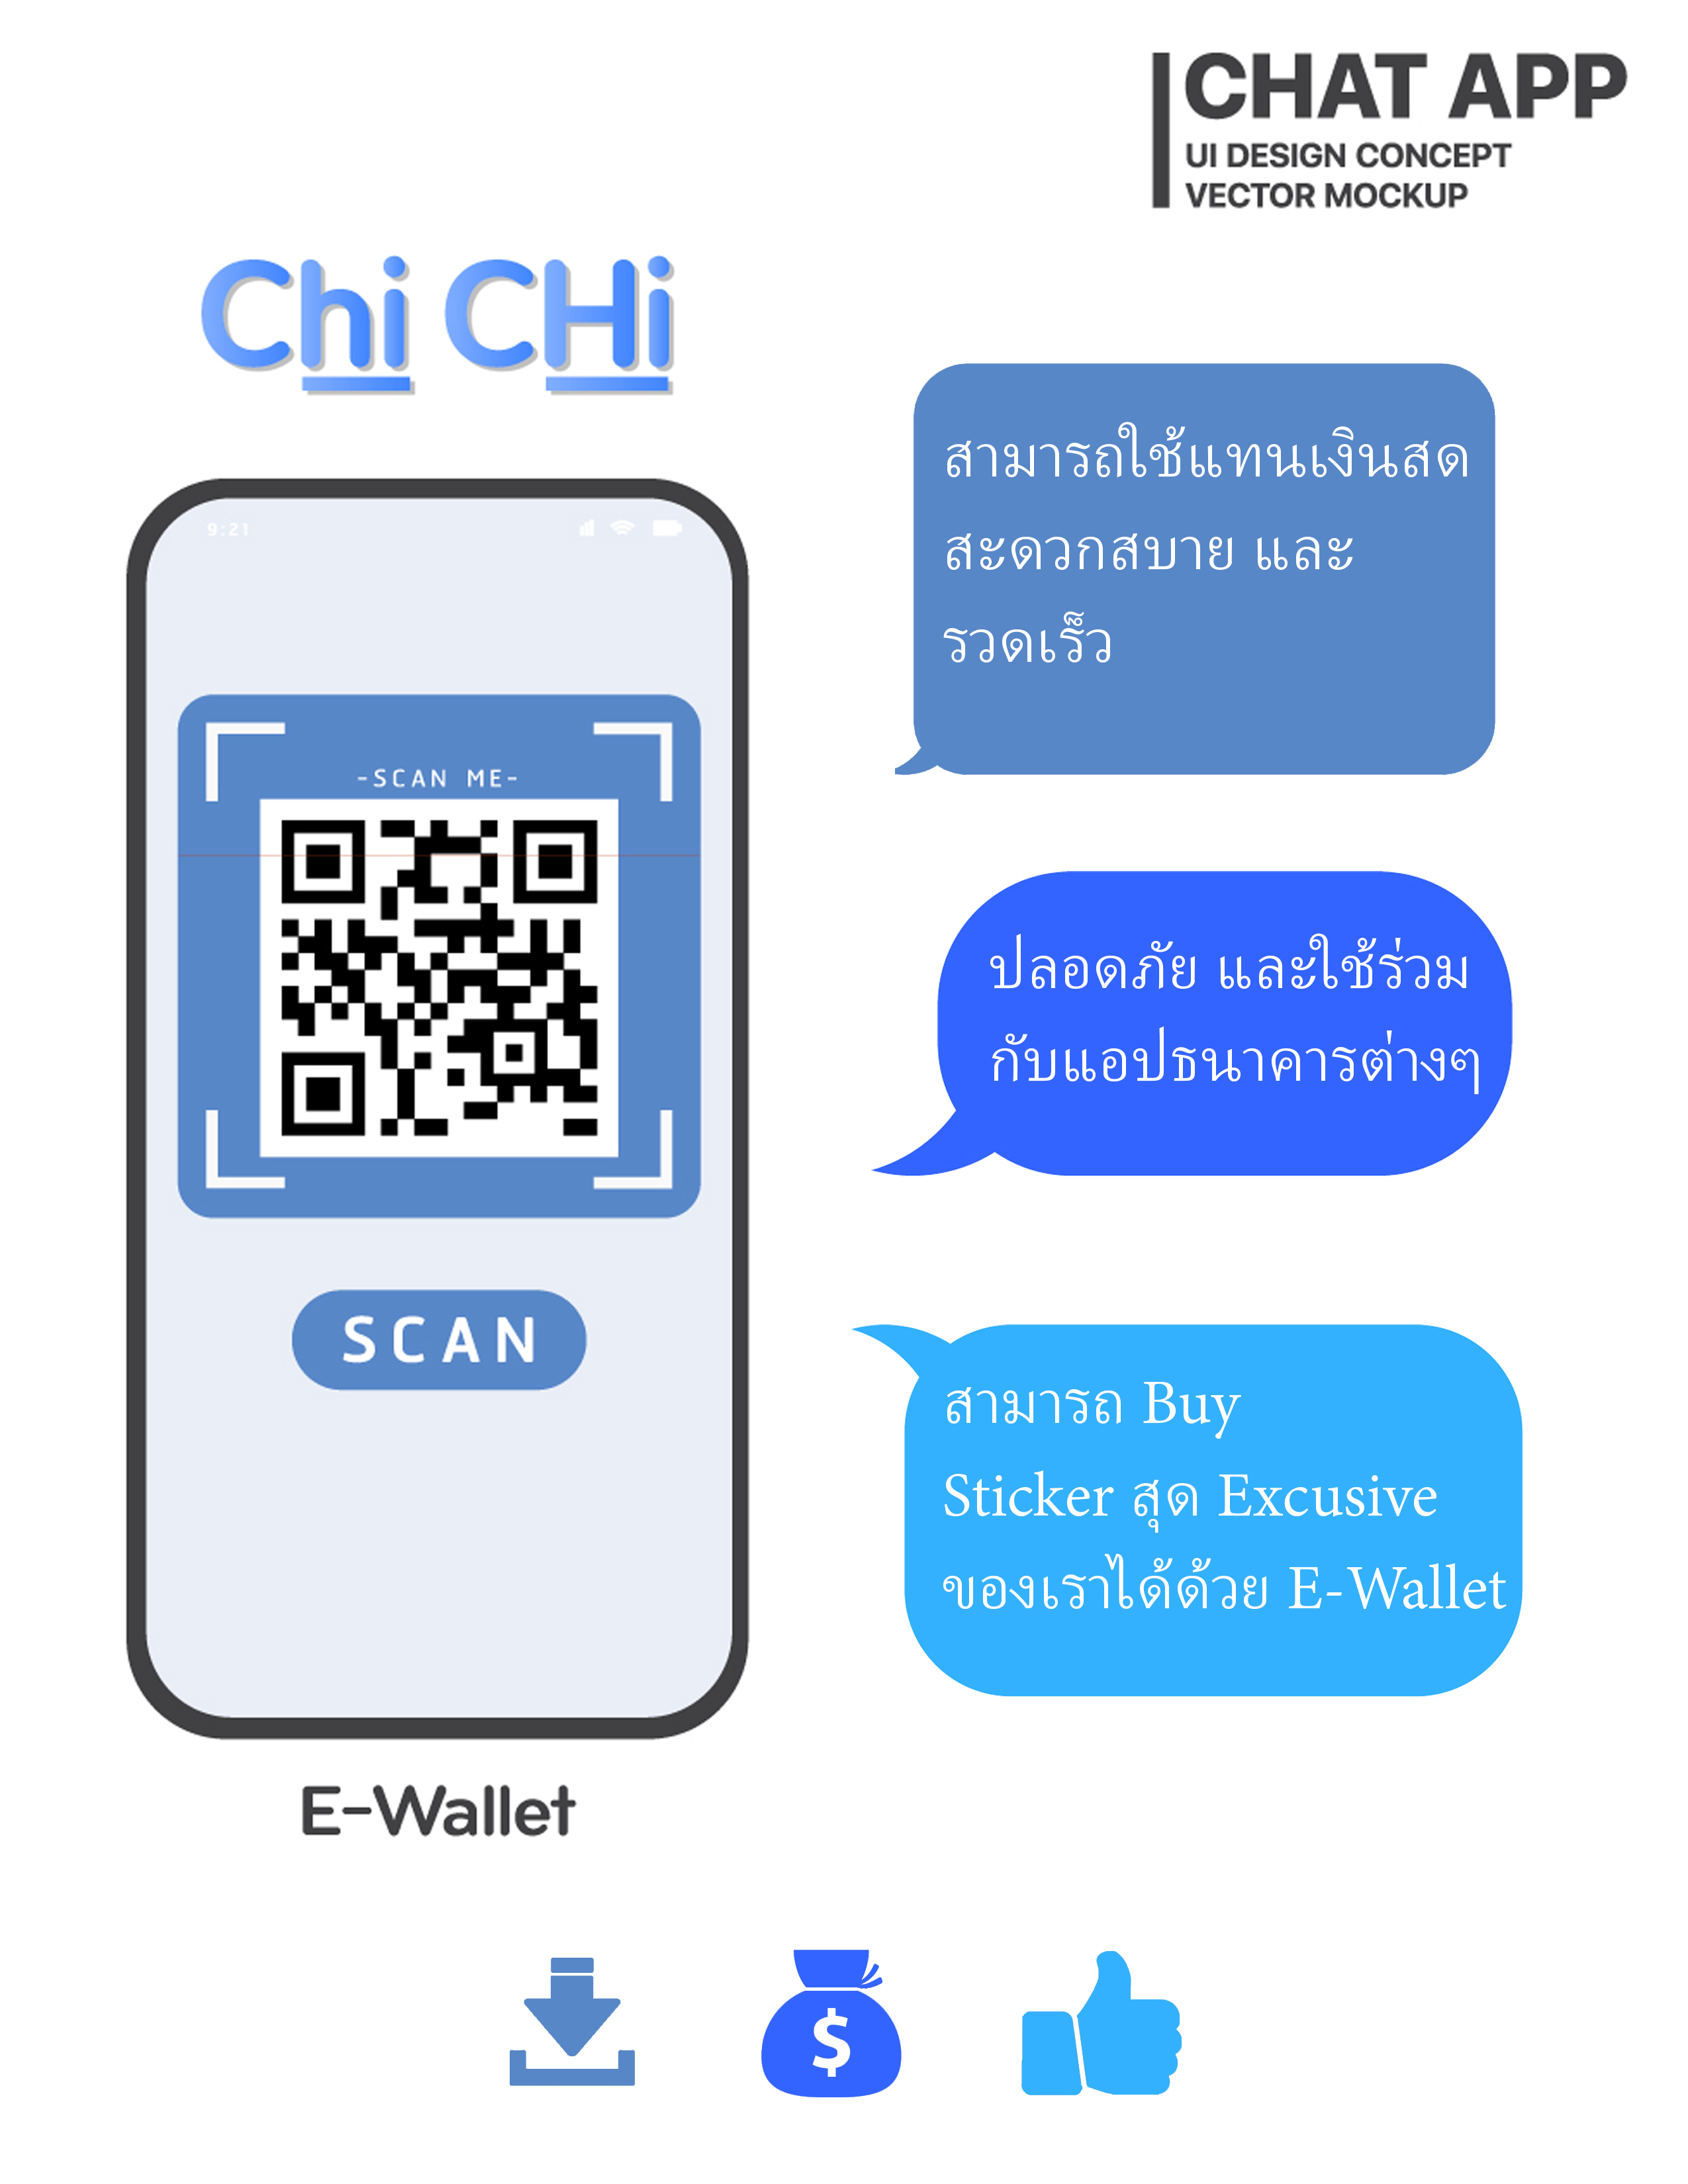 CHAT APP
UI DESIGN CONCEPT
VECTOR MOCKUP
Chi CHi
9:21
-SCAN ME-
SCAN
E-Wallet
สามารถใช้แทนเงินสด
สะดวกสบาย และ
รวดเร็ว
ปลอดภัย และใช้ร่วม
กับแอปธนาคารต่างๆ
สามารถ Buy
Sticker สุด Excusive
ของเราได้ด้วย E-Wallet
$